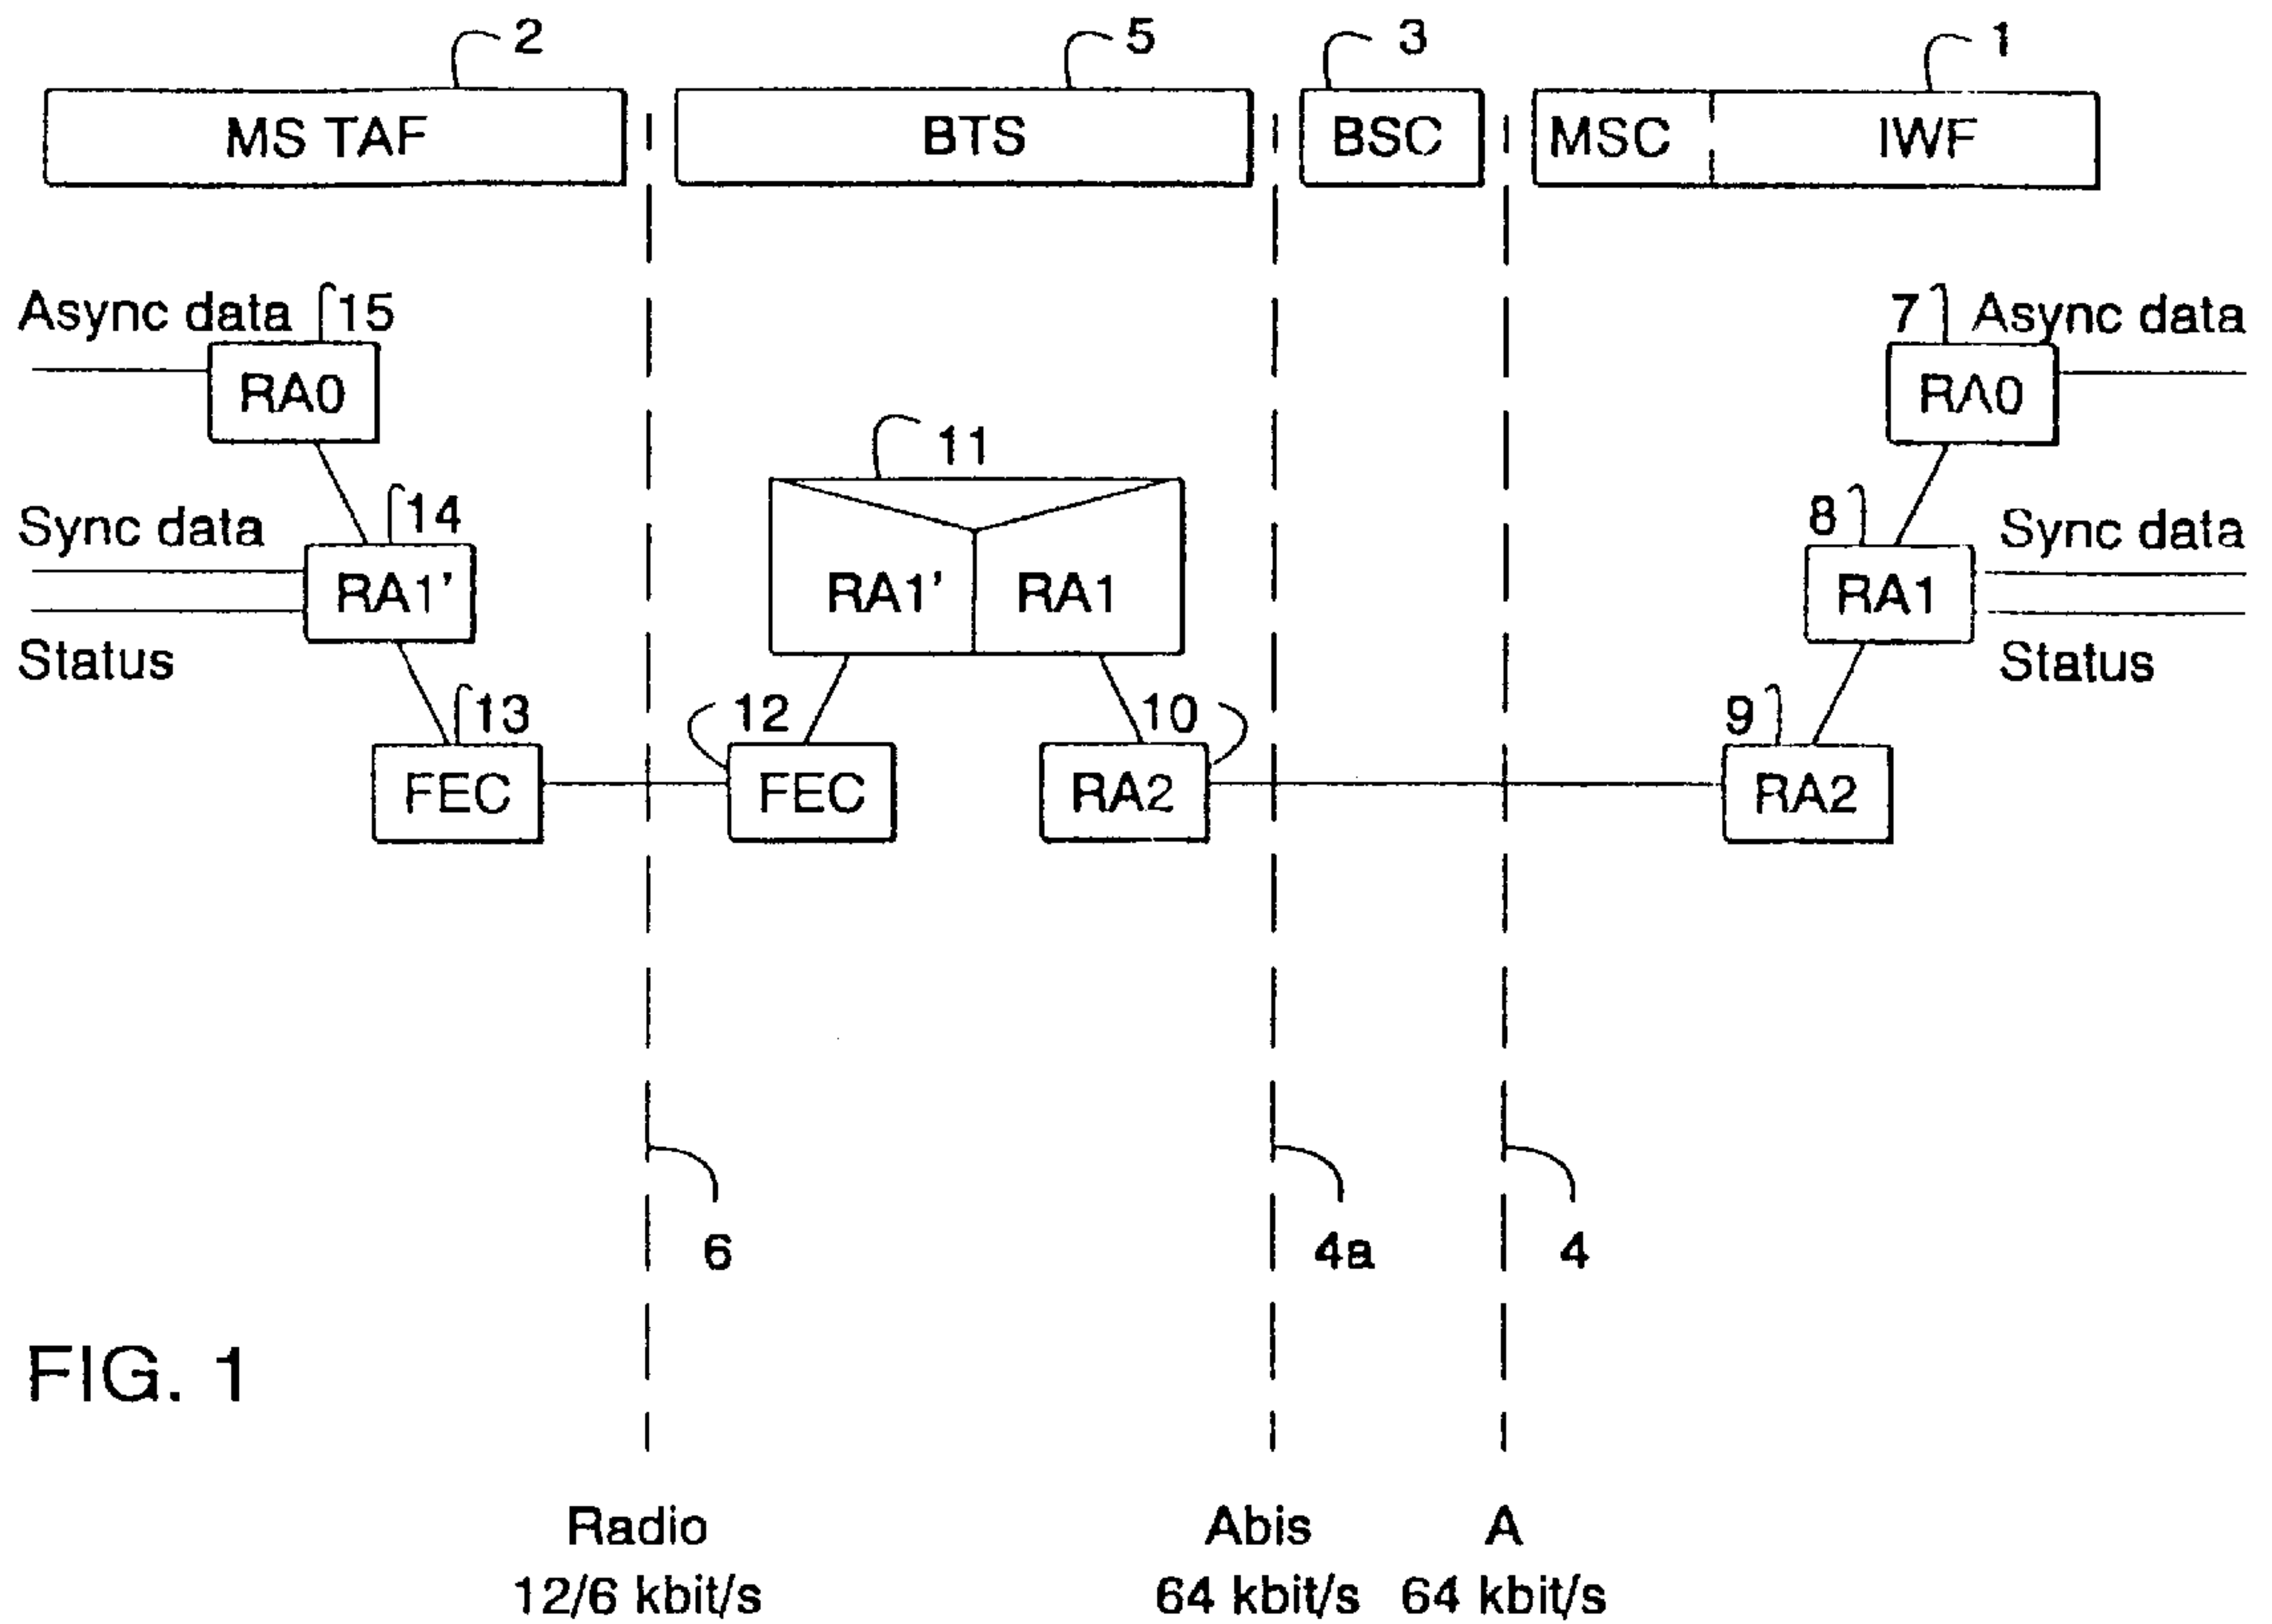 2 5 3 1
MS TAF BTS BSC MSC IWF
Async data 15 7 Async data
RA0 RA0
11
Sync data 14 8 Sync data
RA1' RA1' RA1 RA1
Status Status
13 12 10 9
FEC FEC RA2 RA2
6 4a 4
FIG. 1
Radio Abis A
12/6 kbit/s 64 kbit/s 64 kbit/s